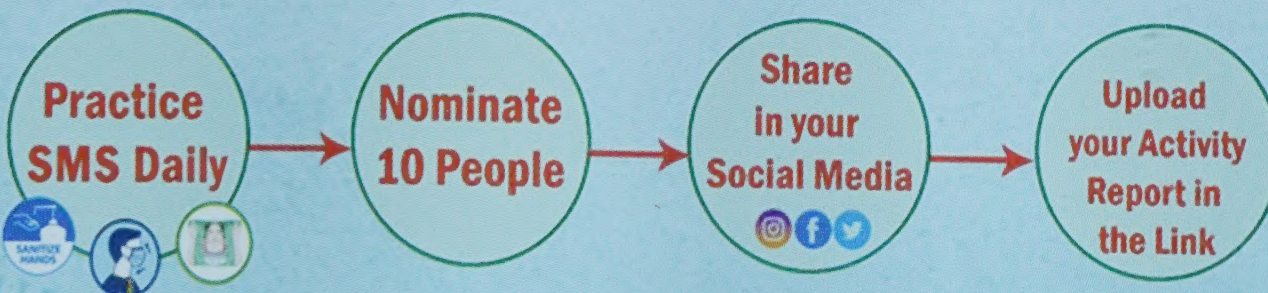 Practice
SMS Daily
SANITIZE
HANDS
Nominate
10 People
Share
in your
Social Media
Upload
your Activity
Report in
the Link